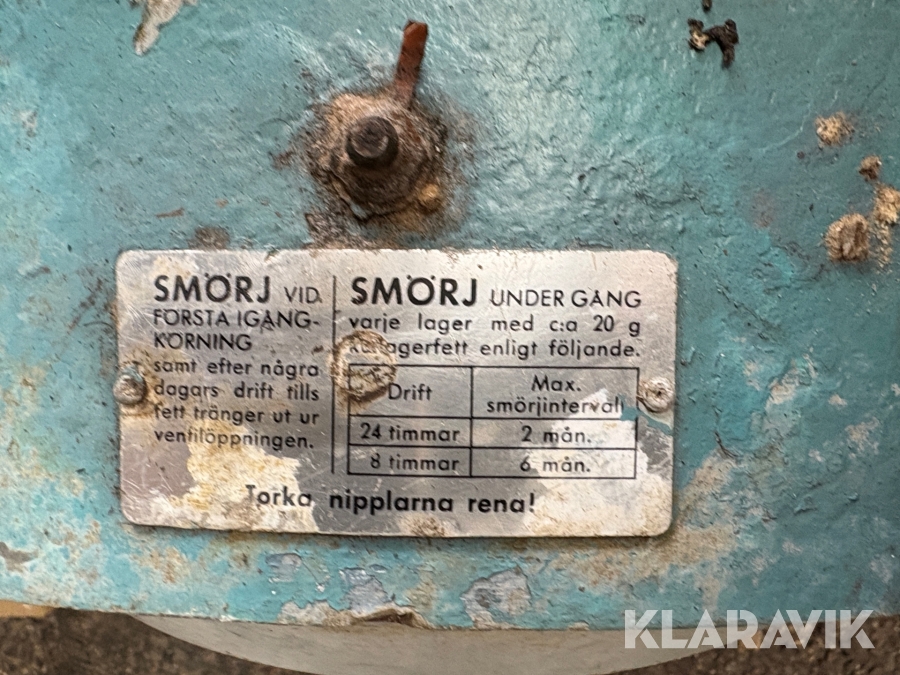 SMÖRJ VID
FÖRSTA IGÅNG-
KÖRNING
samt efter några
dagars drift tills
fett tränger ut ur
ventilöppningen.
SMÖRJ UNDER GÅNG
varje lager med c:a 20 g
enligt följande.
Drift
Max.
smörjintervall
24 timmar
2 mån.
8 timmar
6 mån.
Torka nipplarna rena!
KLARAVIK